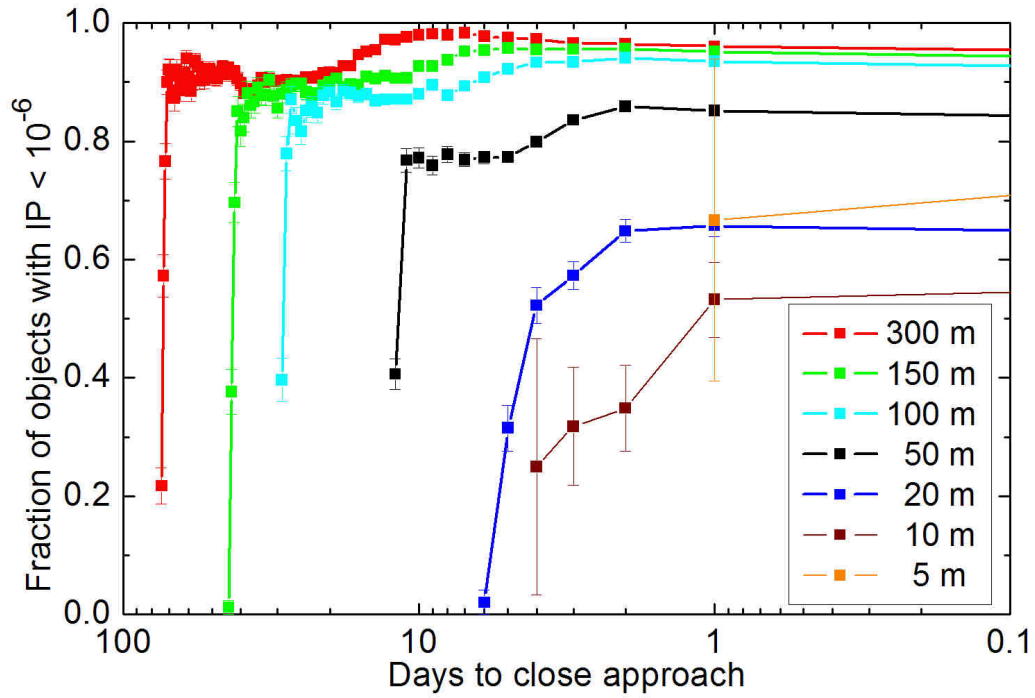 1.0
0.8
0.6
0.4
0.2
0.0
Fraction of objects with IP < 10⁻⁶
300 m
150 m
100 m
50 m
20 m
10 m
5 m
100 10 1 0.1
Days to close approach